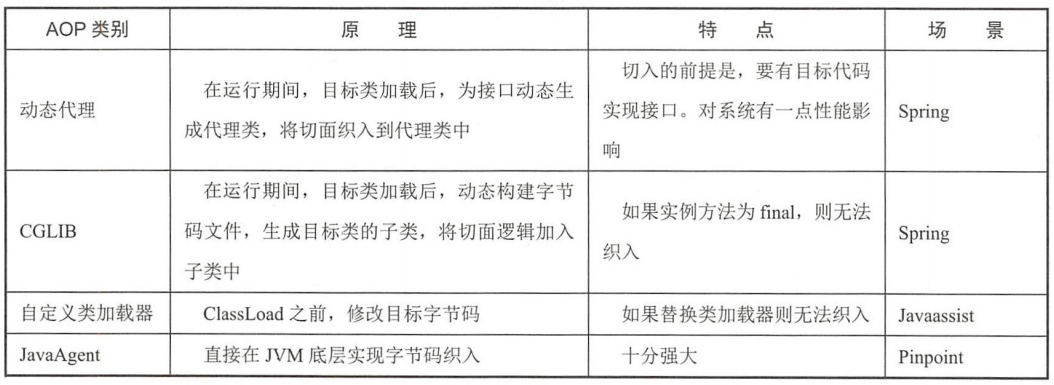 AOP 类别 原 理 特 点 场 景
动态代理
在运行期间，目标类加载后，为接口动态生
成代理类，将切面织入到代理类中
切入的前提是，要有目标代码
实现接口。对系统有一点性能影
响
Spring
CGLIB
在运行期间，目标类加载后，动态构建字节
码文件，生成目标类的子类，将切面逻辑加入
子类中
如果实例方法为 final，则无法
织入
Spring
自定义类加载器 ClassLoad 之前，修改目标字节码 如果替换类加载器则无法织入 Javaassist
JavaAgent 直接在 JVM 底层实现字节码织入 十分强大 Pinpoint